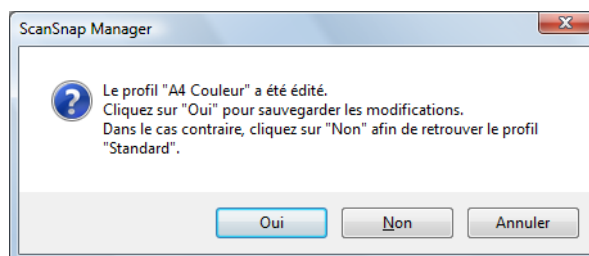 ScanSnap Manager
Le profil "A4 Couleur" a été édité.
Cliquez sur "Oui" pour sauvegarder les modifications.
Dans le cas contraire, cliquez sur "Non" afin de retrouver le profil
"Standard".
Oui Non Annuler